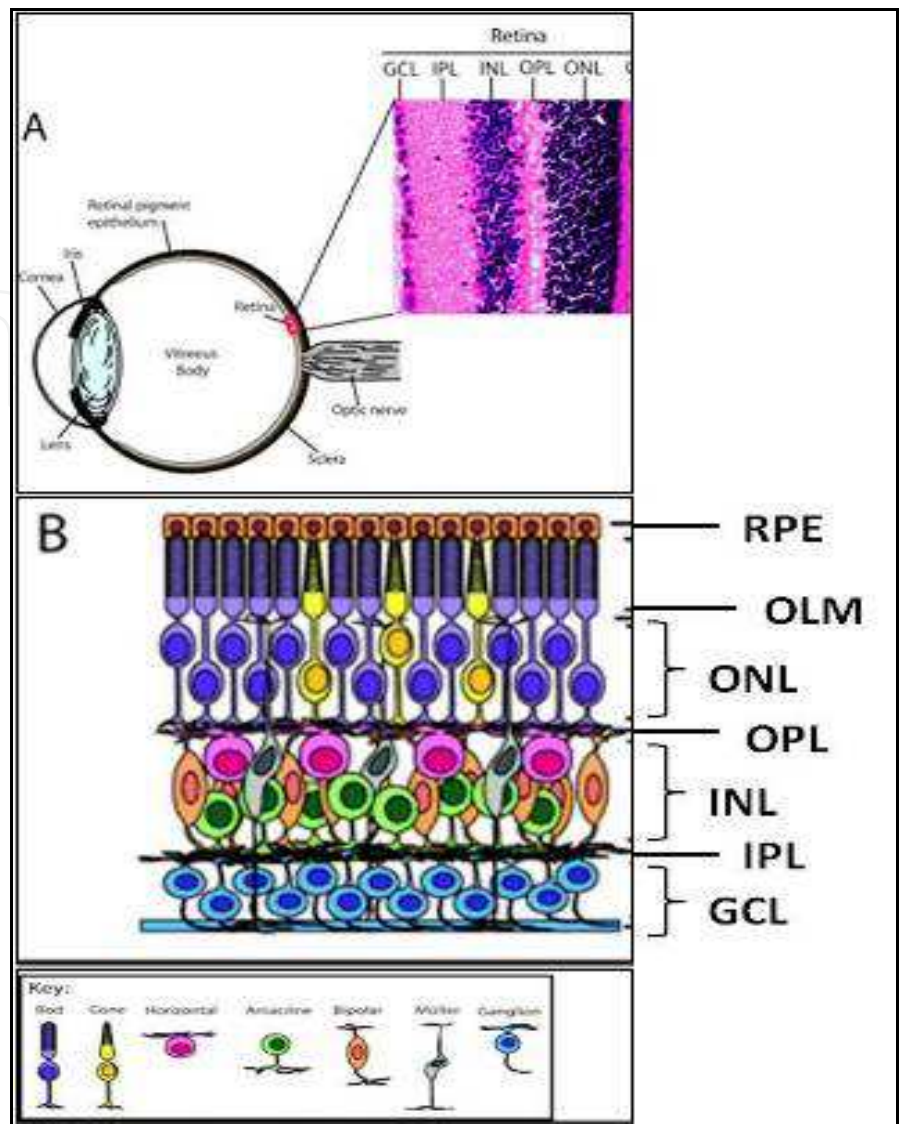 Retina
GCL IPL INL OPL ONL
A
Retinal pigment
epithelium
Iris
Cornea
Retina
Vitreous
Body
Optic nerve
Lens
Sclera
B
RPE
OLM
ONL
OPL
INL
IPL
GCL
Key:
Rod Cone Horizontal Amacrine Bipolar Müller Ganglion